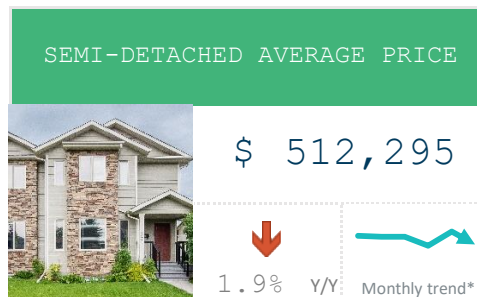 SEMI-DETACHED AVERAGE PRICE
$ 512,295
1.9% Y/Y
Monthly trend*